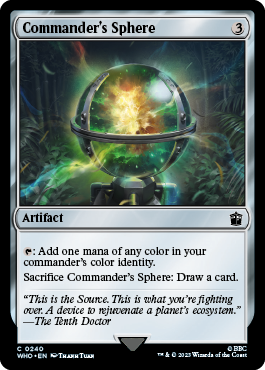 Commander's Sphere 3
Artifact
: Add one mana of any color in your
commander's color identity.
Sacrifice Commander's Sphere: Draw a card.
"This is the Source. This is what you're fighting
over. A device to rejuvenate a planet's ecosystem."
—The Tenth Doctor
C 0240 © BBC
WHO • EN Thanh Tuan ™ & © 2023 Wizards of the Coast